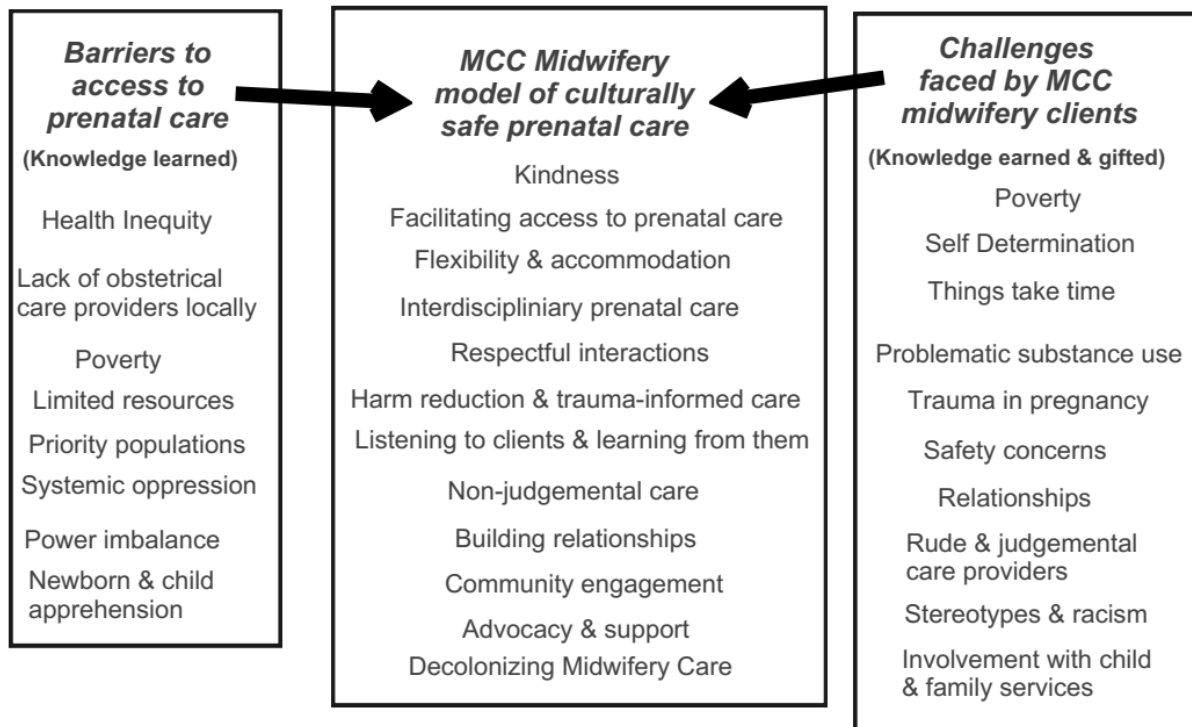 Barriers to
access to
prenatal care
(Knowledge learned)
Health Inequity
Lack of obstetrical
care providers locally
Poverty
Limited resources
Priority populations
Systemic oppression
Power imbalance
Newborn & child
apprehension
MCC Midwifery
model of culturally
safe prenatal care
Kindness
Facilitating access to prenatal care
Flexibility & accommodation
Interdiscipliniary prenatal care
Respectful interactions
Harm reduction & trauma-informed care
Listening to clients & learning from them
Non-judgemental care
Building relationships
Community engagement
Advocacy & support
Decolonizing Midwifery Care
Challenges
faced by MCC
midwifery clients
(Knowledge earned & gifted)
Poverty
Self Determination
Things take time
Problematic substance use
Trauma in pregnancy
Safety concerns
Relationships
Rude & judgemental
care providers
Stereotypes & racism
Involvement with child
& family services